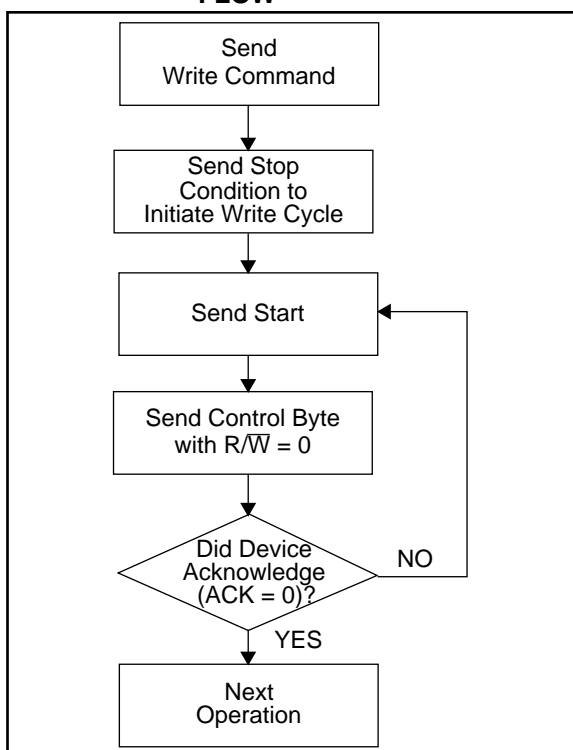 FLOW
Send
Write Command
Send Stop
Condition to
Initiate Write Cycle
Send Start
Send Control Byte
with R/W̅ = 0
Did Device
Acknowledge
(ACK = 0)?
NO
YES
Next
Operation